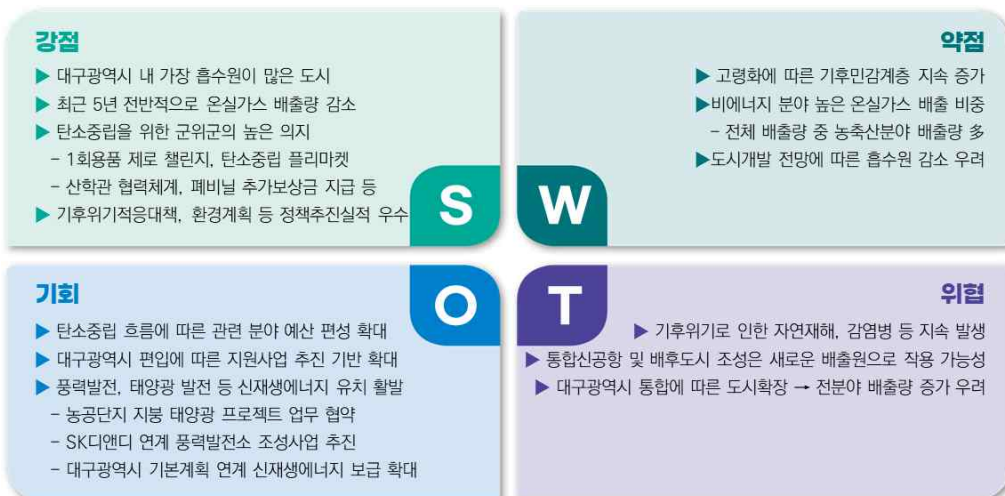 강점
▶ 대구광역시 내 가장 흡수원이 많은 도시
▶ 최근 5년 전반적으로 온실가스 배출량 감소
▶ 탄소중립을 위한 군위군의 높은 의지
- 1회용품 제로 챌린지, 탄소중립 플리마켓
- 산학관 협력체계, 폐비닐 추가보상금 지급 등
▶ 기후위기적응대책, 환경계획 등 정책추진실적 우수
S
약점
▶ 고령화에 따른 기후민감계층 지속 증가
▶비에너지 분야 높은 온실가스 배출 비중
- 전체 배출량 중 농축산분야 배출량 多
▶도시개발 전망에 따른 흡수원 감소 우려
W
기회
▶ 탄소중립 흐름에 따른 관련 분야 예산 편성 확대
▶ 대구광역시 편입에 따른 지원사업 추진 기반 확대
▶ 풍력발전, 태양광 발전 등 신재생에너지 유치 활발
- 농공단지 지붕 태양광 프로젝트 업무 협약
- SK디앤디 연계 풍력발전소 조성사업 추진
- 대구광역시 기본계획 연계 신재생에너지 보급 확대
O
위협
▶ 기후위기로 인한 자연재해, 감염병 등 지속 발생
▶ 통합신공항 및 배후도시 조성은 새로운 배출원으로 작용 가능성
▶ 대구광역시 통합에 따른 도시확장 → 전분야 배출량 증가 우려
T